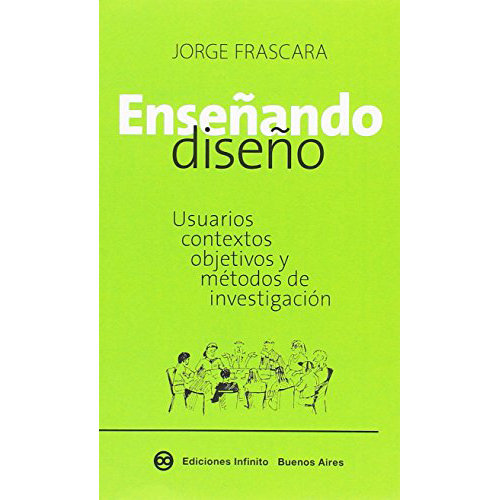 JORGE FRASCARA
Enseñando
diseño
Usuarios
contextos
objetivos y
métodos de
investigación
Ediciones Infinito Buenos Aires